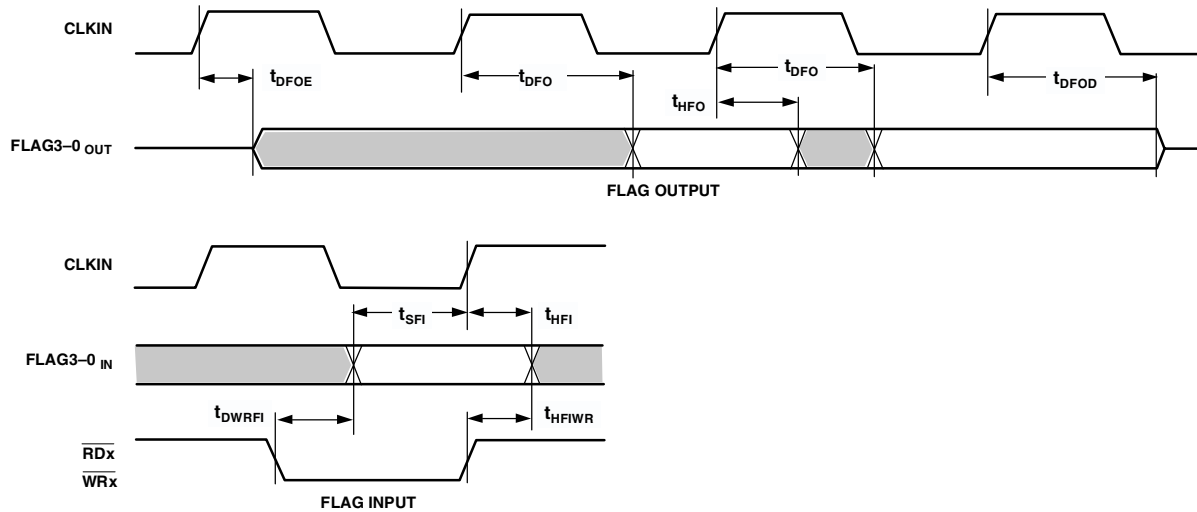 CLKIN
tDFOE
tDFO
tDFO
tHFO
tDFOD
FLAG3–0 OUT
FLAG OUTPUT
CLKIN
tSFI
tHFI
FLAG3–0 IN
tDWRFI
tHFIWR
RDx
WRx
FLAG INPUT